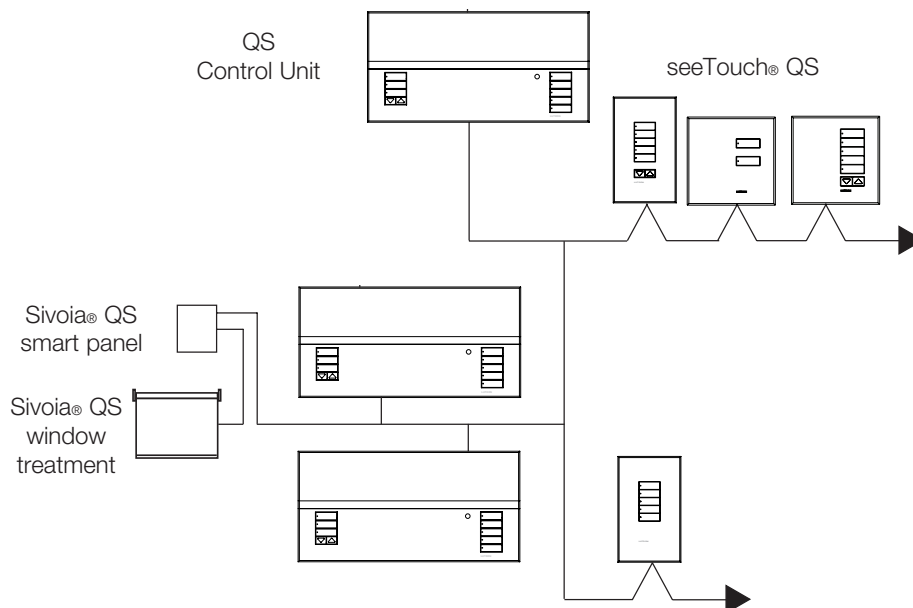 QS
Control Unit
seeTouch® QS
Sivoia® QS
smart panel
Sivoia® QS
window
treatment